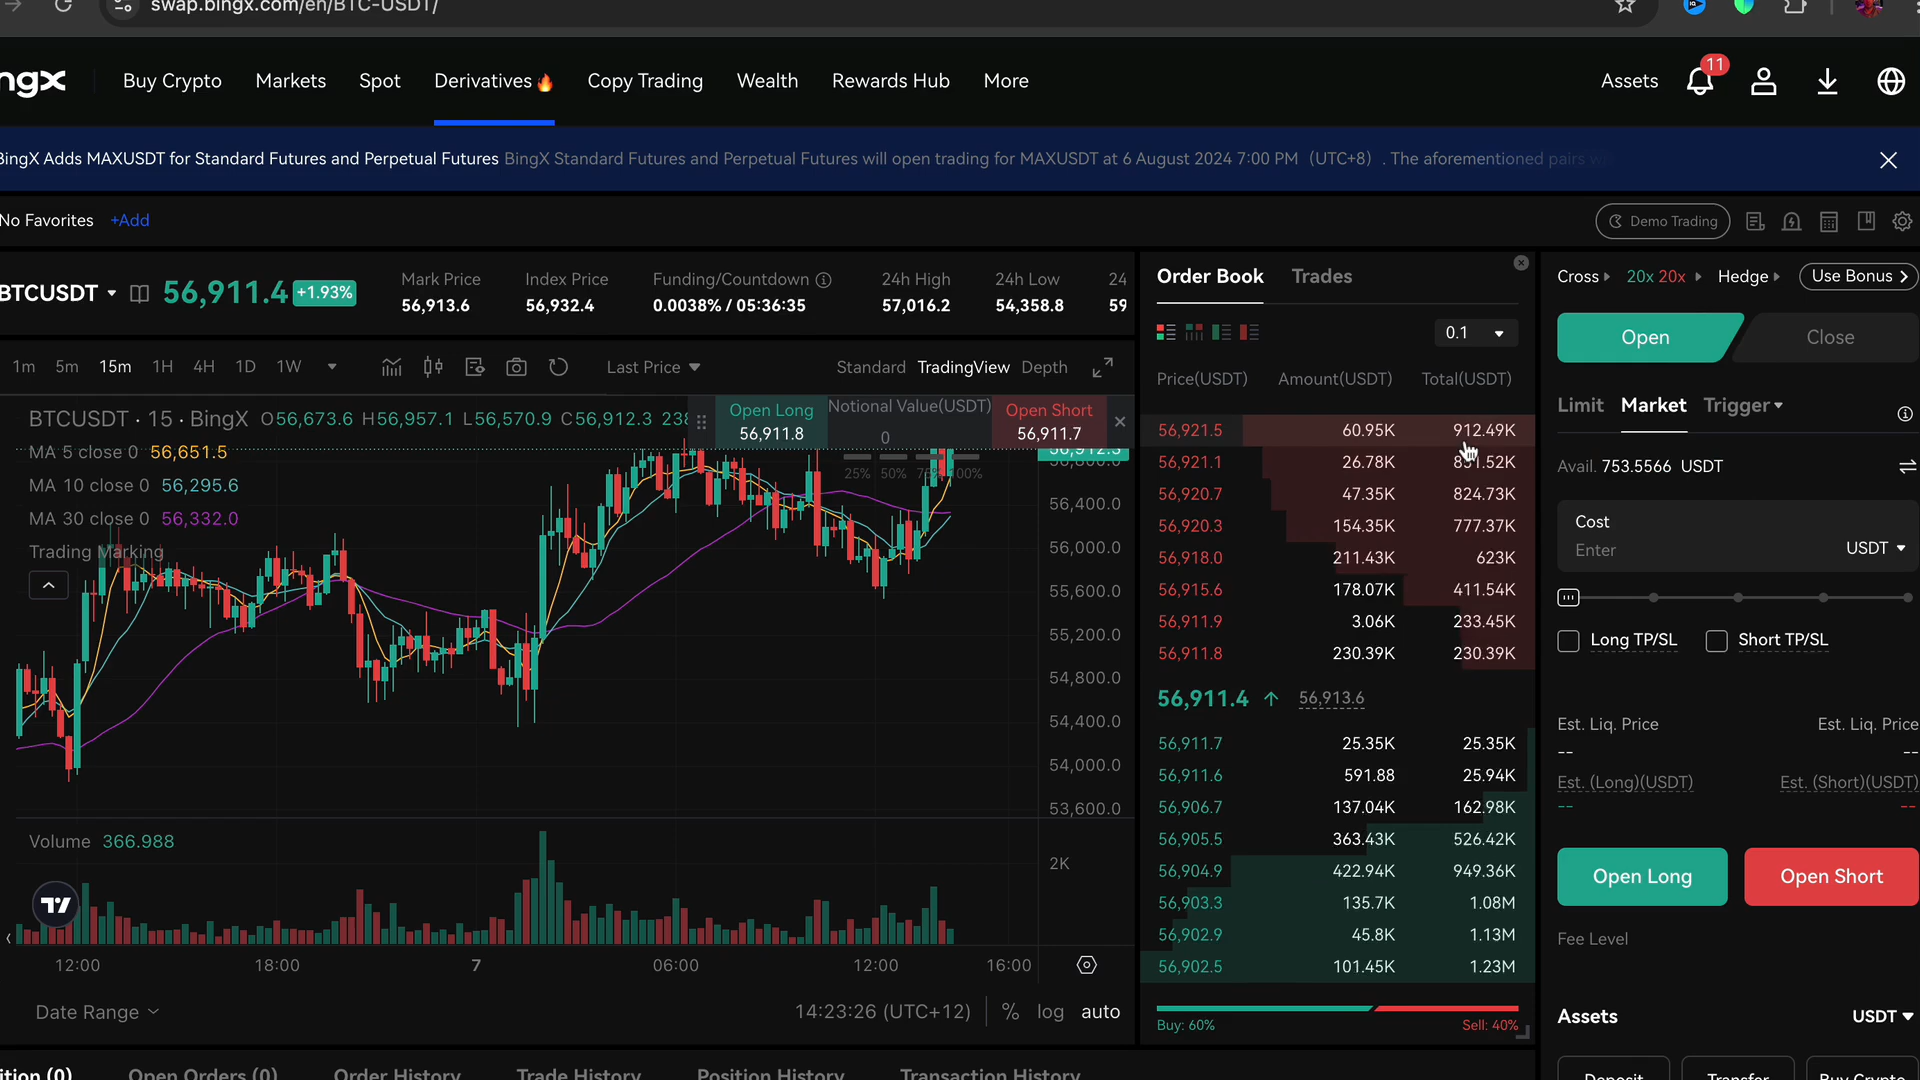 swap.bingx.com/en/BTC-USDT/
ngX
Buy Crypto
Markets
Spot
Derivatives
Copy Trading
Wealth
Rewards Hub
More
Assets
11
BingX Adds MAXUSDT for Standard Futures and Perpetual Futures BingX Standard Futures and Perpetual Futures will open trading for MAXUSDT at 6 August 2024 7:00 PM (UTC+8) . The aforementioned pairs
No Favorites
+Add
Demo Trading
BTCUSDT
56,911.4
+1.93%
Mark Price
56,913.6
Index Price
56,932.4
Funding/Countdown
0.0038% / 05:36:35
24h High
57,016.2
24h Low
54,358.8
24
59
1m 5m 15m 1H 4H 1D 1W
Last Price
Standard TradingView Depth
BTCUSDT · 15 · BingX O56,673.6 H56,957.1 L56,570.9 C56,912.3 238
MA 5 close 0 56,651.5
MA 10 close 0 56,295.6
MA 30 close 0 56,332.0
Trading Marking
Open Long
56,911.8
Notional Value(USDT)
0
Open Short
56,911.7
25% 50% 75% 100%
56,912.3
56,800.0
56,400.0
56,000.0
55,600.0
55,200.0
54,800.0
54,400.0
54,000.0
53,600.0
Volume 366.988
2K
12:00 18:00 7 06:00 12:00 16:00
Date Range
14:23:26 (UTC+12)
% log auto
Order Book
Trades
0.1
Price(USDT) Amount(USDT) Total(USDT)
56,921.5 60.95K 912.49K
56,921.1 26.78K 851.52K
56,920.7 47.35K 824.73K
56,920.3 154.35K 777.37K
56,918.0 211.43K 623K
56,915.6 178.07K 411.54K
56,911.9 3.06K 233.45K
56,911.8 230.39K 230.39K
56,911.4 56,913.6
56,911.7 25.35K 25.35K
56,911.6 591.88 25.94K
56,906.7 137.04K 162.98K
56,905.5 363.43K 526.42K
56,904.9 422.94K 949.36K
56,903.3 135.7K 1.08M
56,902.9 45.8K 1.13M
56,902.5 101.45K 1.23M
Buy: 60% Sell: 40%
Cross 20x 20x Hedge
Use Bonus
Open
Close
Limit Market Trigger
Avail. 753.5566 USDT
Cost
Enter
USDT
Long TP/SL
Short TP/SL
Est. Liq. Price Est. Liq. Price
-- --
Est. (Long)(USDT) Est. (Short)(USDT)
-- --
Open Long
Open Short
Fee Level
Assets
USDT
Deposit Transfer Buy Crypto
ition (0) Open Orders (0) Order History Trade History Position History Transaction History